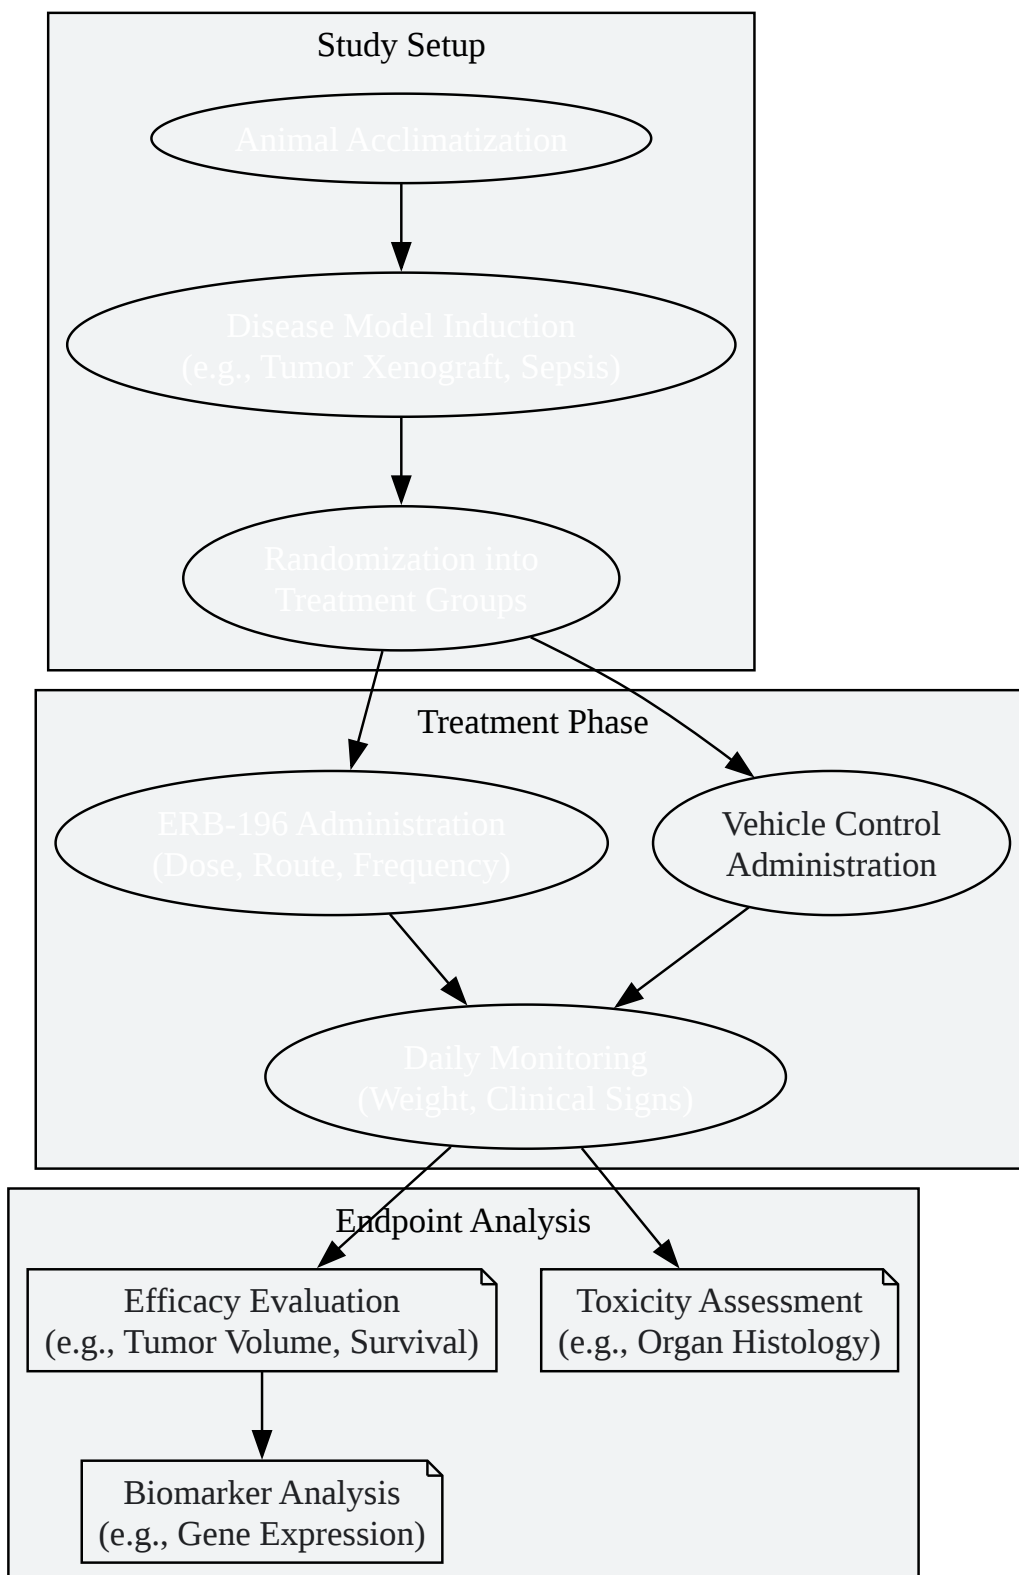 Study Setup
Animal Acclimatization
Disease Model Induction
(e.g., Tumor Xenograft, Sepsis)
Randomization into
Treatment Groups
Treatment Phase
ERB-196 Administration
(Dose, Route, Frequency)
Vehicle Control
Administration
Daily Monitoring
(Weight, Clinical Signs)
Endpoint Analysis
Efficacy Evaluation
(e.g., Tumor Volume, Survival)
Toxicity Assessment
(e.g., Organ Histology)
Biomarker Analysis
(e.g., Gene Expression)